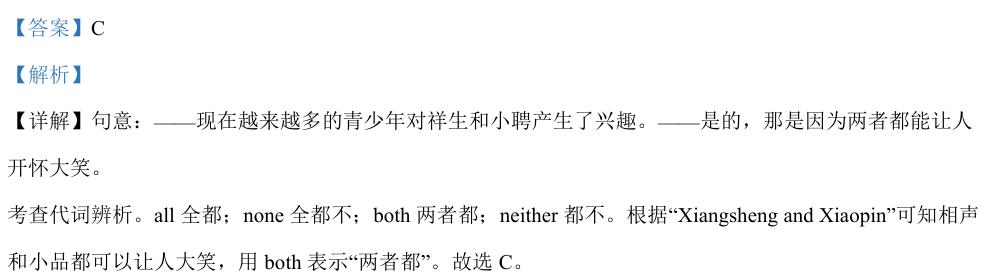 【答案】C
【解析】
【详解】句意：——现在越来越多的青少年对祥生和小聘产生了兴趣。——是的，那是因为两者都能让人
开怀大笑。
考查代词辨析。all 全都；none 全都不；both 两者都；neither 都不。根据“Xiangsheng and Xiaopin”可知相声
和小品都可以让人大笑，用 both 表示“两者都”。故选 C。